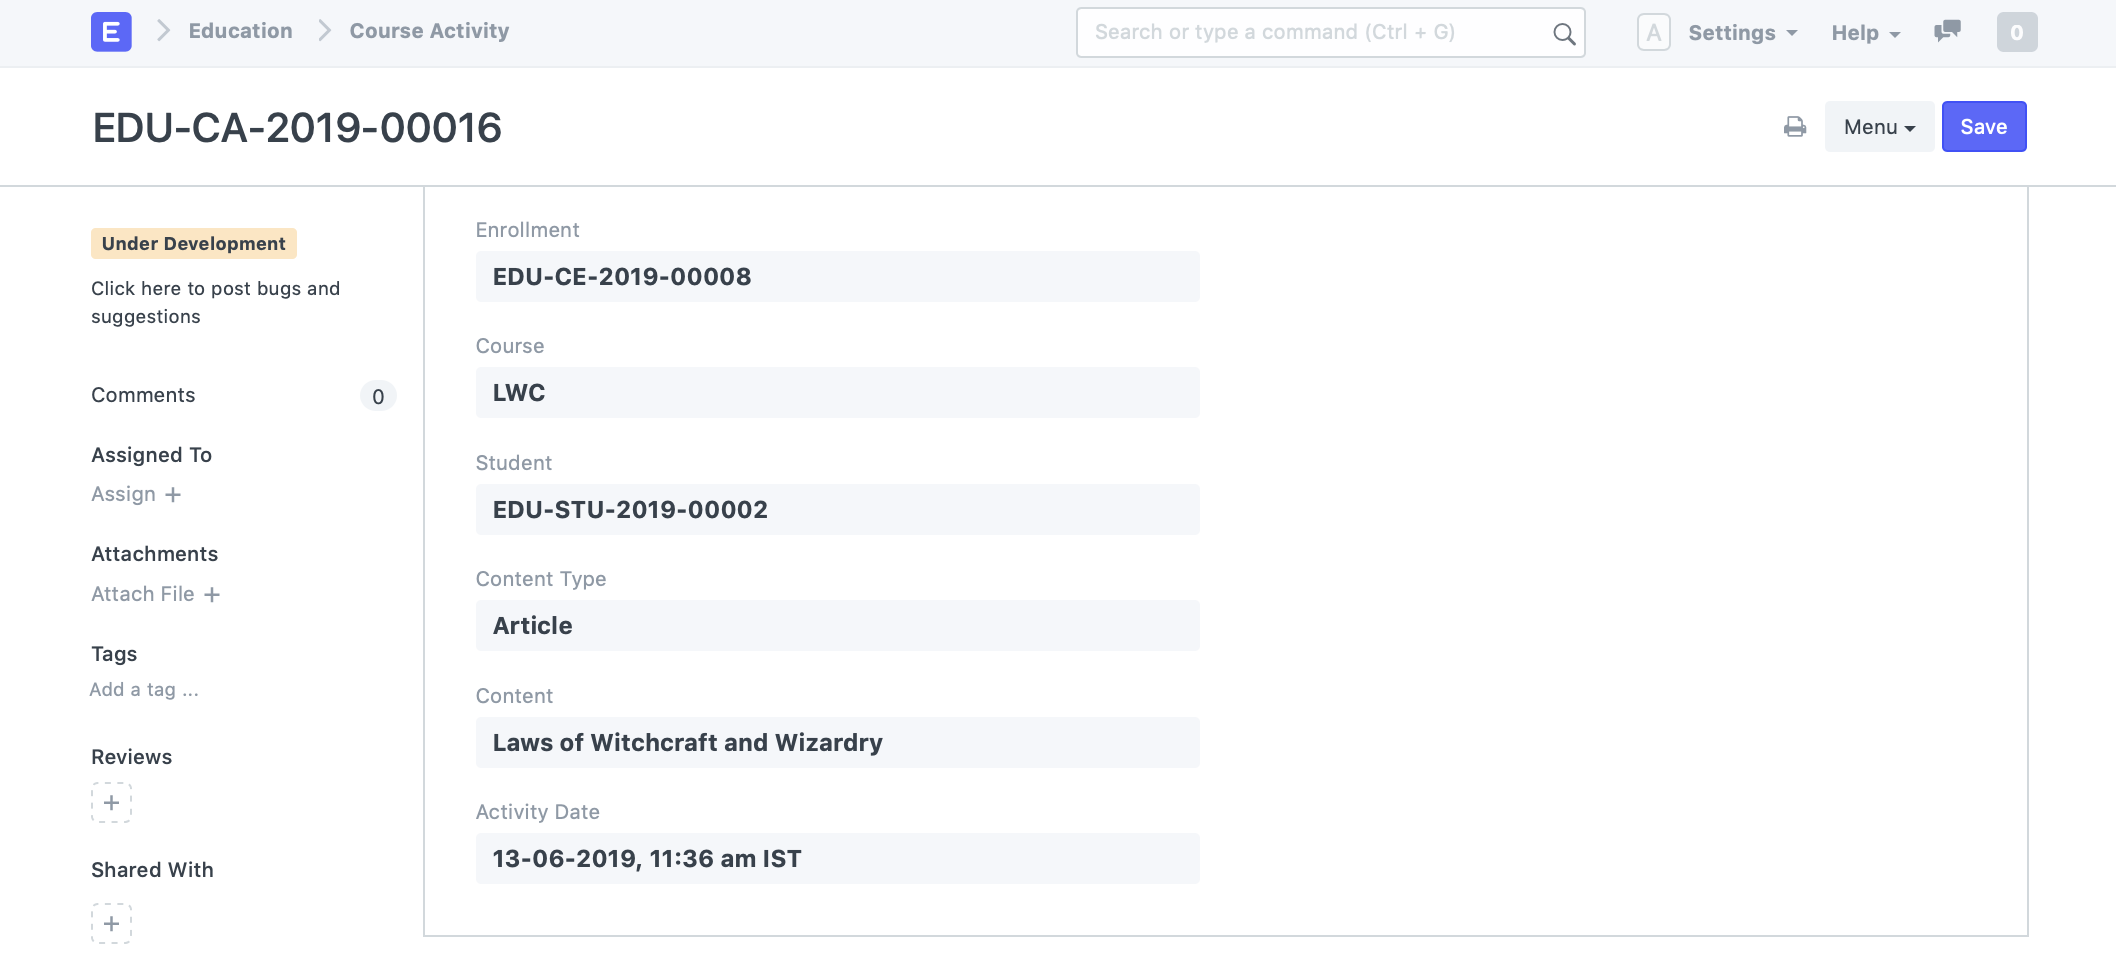 E Education Course Activity Search or type a command (Ctrl + G) A Settings Help 0
EDU-CA-2019-00016 Menu Save
Under Development
Click here to post bugs and
suggestions
Comments 0
Assigned To
Assign +
Attachments
Attach File +
Tags
Add a tag ...
Reviews
+
Shared With
+
Enrollment
EDU-CE-2019-00008
Course
LWC
Student
EDU-STU-2019-00002
Content Type
Article
Content
Laws of Witchcraft and Wizardry
Activity Date
13-06-2019, 11:36 am IST